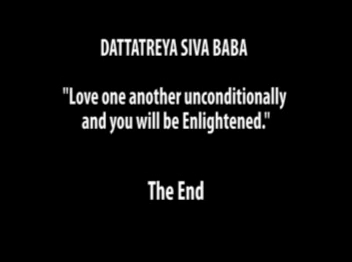 DATTATREYA SIVA BABA
"Love one another unconditionally
and you will be Enlightened."
The End